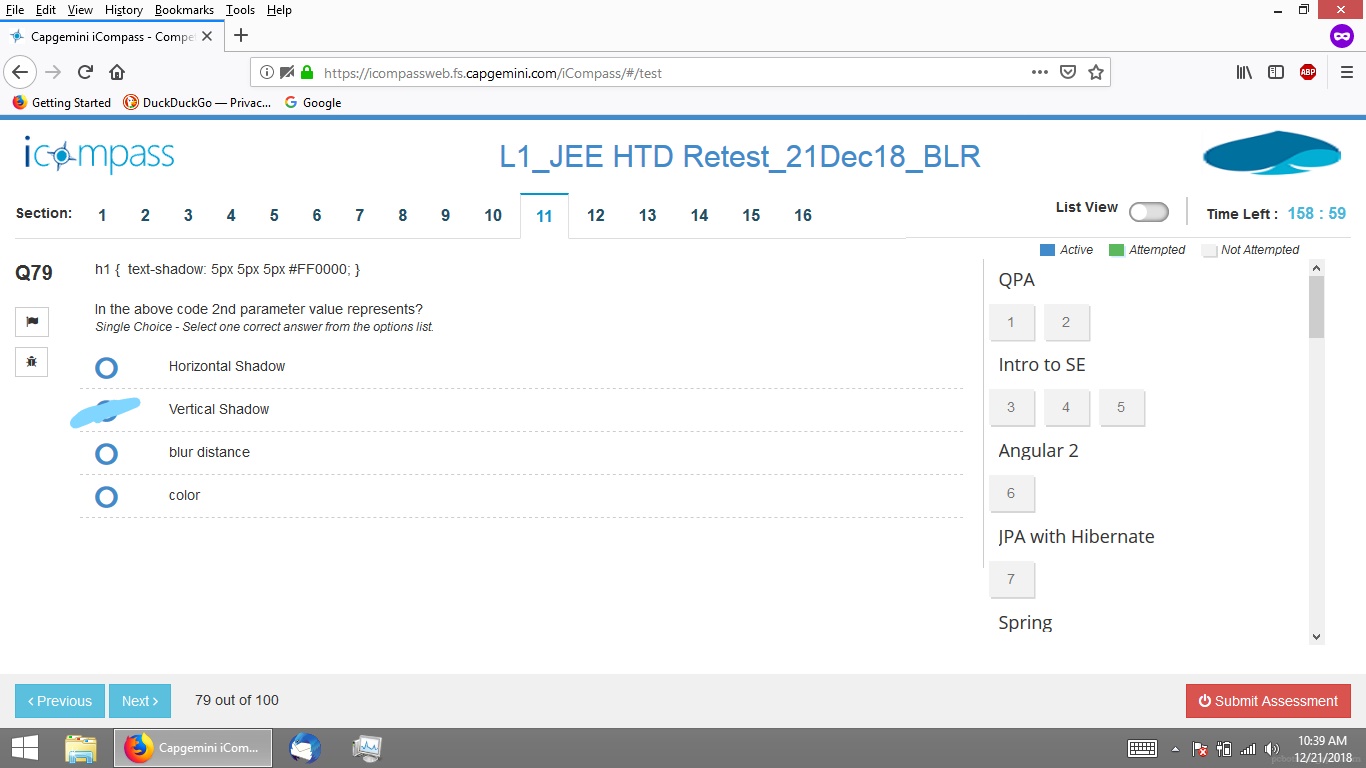 File Edit View History Bookmarks Tools Help
Capgemini iCompass - Compe
https://icompassweb.fs.capgemini.com/iCompass/#/test
ABP
Getting Started DuckDuckGo — Privac... Google
icompass
L1_JEE HTD Retest_21Dec18_BLR
Section: 1 2 3 4 5 6 7 8 9 10 11 12 13 14 15 16
List View
Time Left : 158 : 59
Active Attempted Not Attempted
Q79
h1 { text-shadow: 5px 5px 5px #FF0000; }
In the above code 2nd parameter value represents?
Single Choice - Select one correct answer from the options list.
Horizontal Shadow
Vertical Shadow
blur distance
color
QPA
1 2
Intro to SE
3 4 5
Angular 2
6
JPA with Hibernate
7
Spring
Previous Next 79 out of 100
Submit Assessment
Capgemini iCom...
10:39 AM
12/21/2018